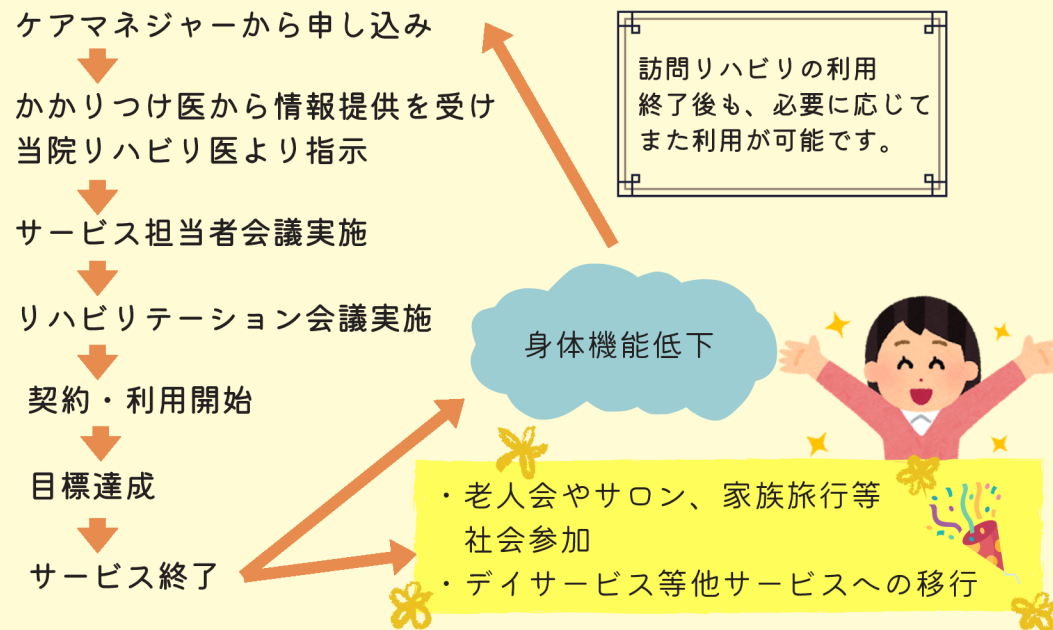 ケアマネジャーから申し込み
かかりつけ医から情報提供を受け
当院リハビリ医より指示
サービス担当者会議実施
リハビリテーション会議実施
契約・利用開始
目標達成
サービス終了
訪問リハビリの利用
終了後も、必要に応じて
また利用が可能です。
身体機能低下
・老人会やサロン、家族旅行等
社会参加
・デイサービス等他サービスへの移行